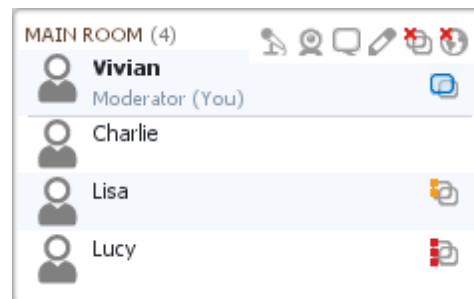 MAIN ROOM (4)
Vivian
Moderator (You)
Charlie
Lisa
Lucy